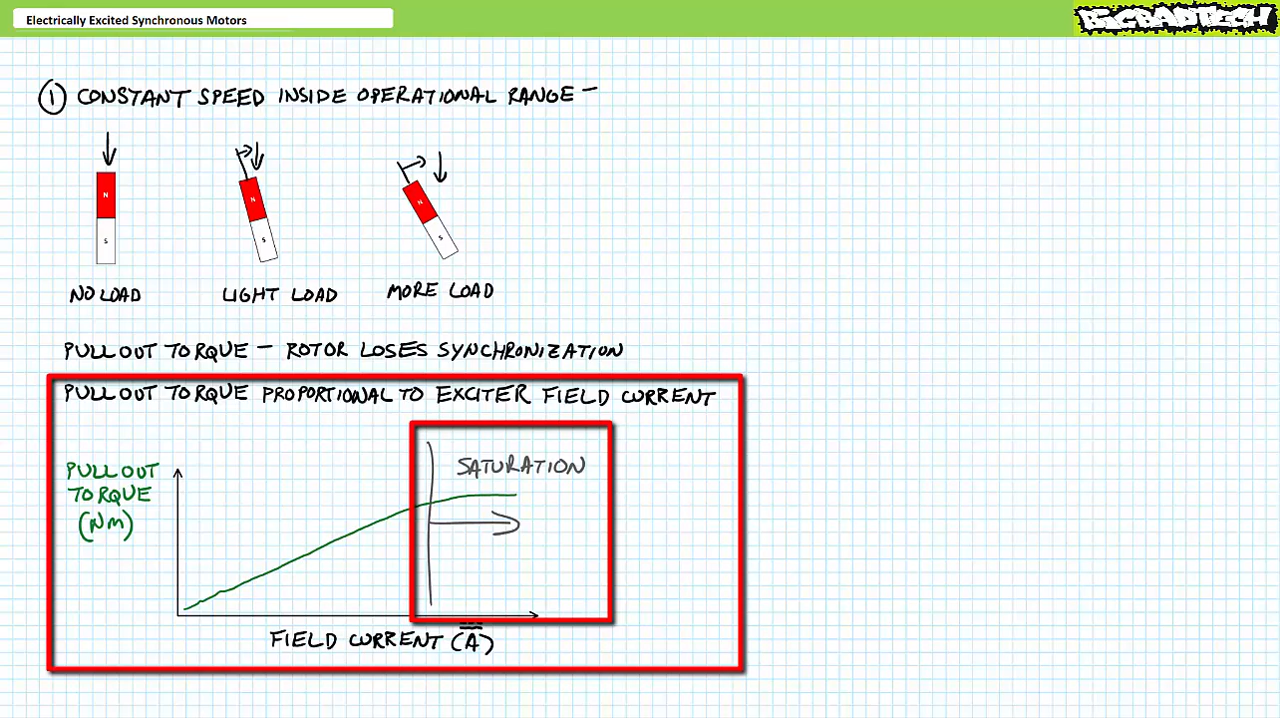 Electrically Excited Synchronous Motors
BIGBADTECH
① CONSTANT SPEED INSIDE OPERATIONAL RANGE –
N
S
N
S
N
S
NO LOAD
LIGHT LOAD
MORE LOAD
PULLOUT TORQUE – ROTOR LOSES SYNCHRONIZATION
PULLOUT TORQUE PROPORTIONAL TO EXCITER FIELD CURRENT
PULLOUT
TORQUE
(NM)
SATURATION
FIELD CURRENT (A)